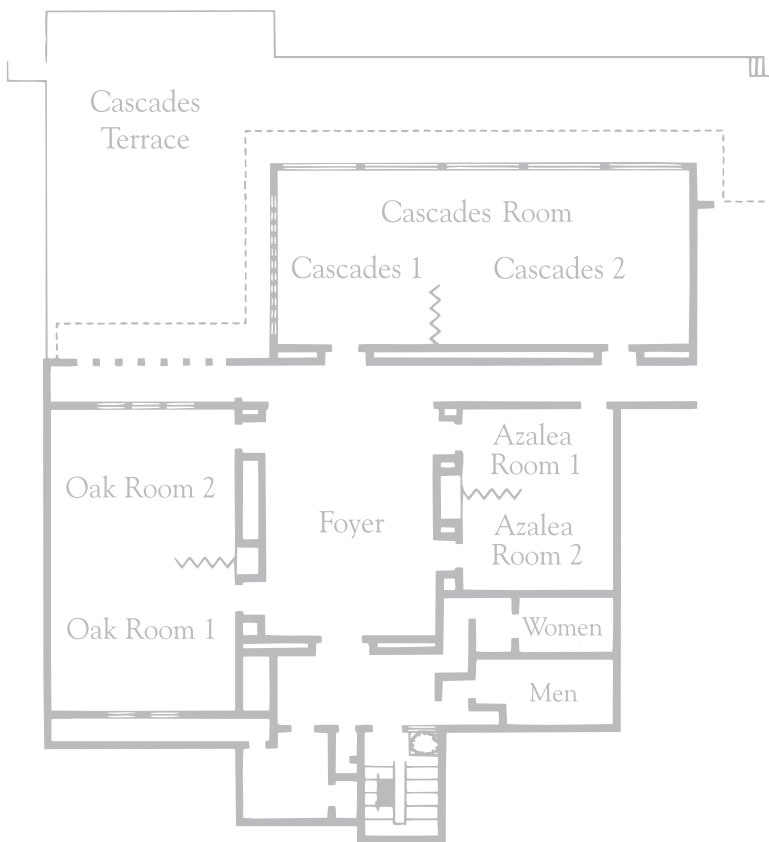 Cascades
Terrace
Cascades Room
Cascades 1
Cascades 2
Azalea
Room 1
Oak Room 2
Foyer
Azalea
Room 2
Oak Room 1
Women
Men